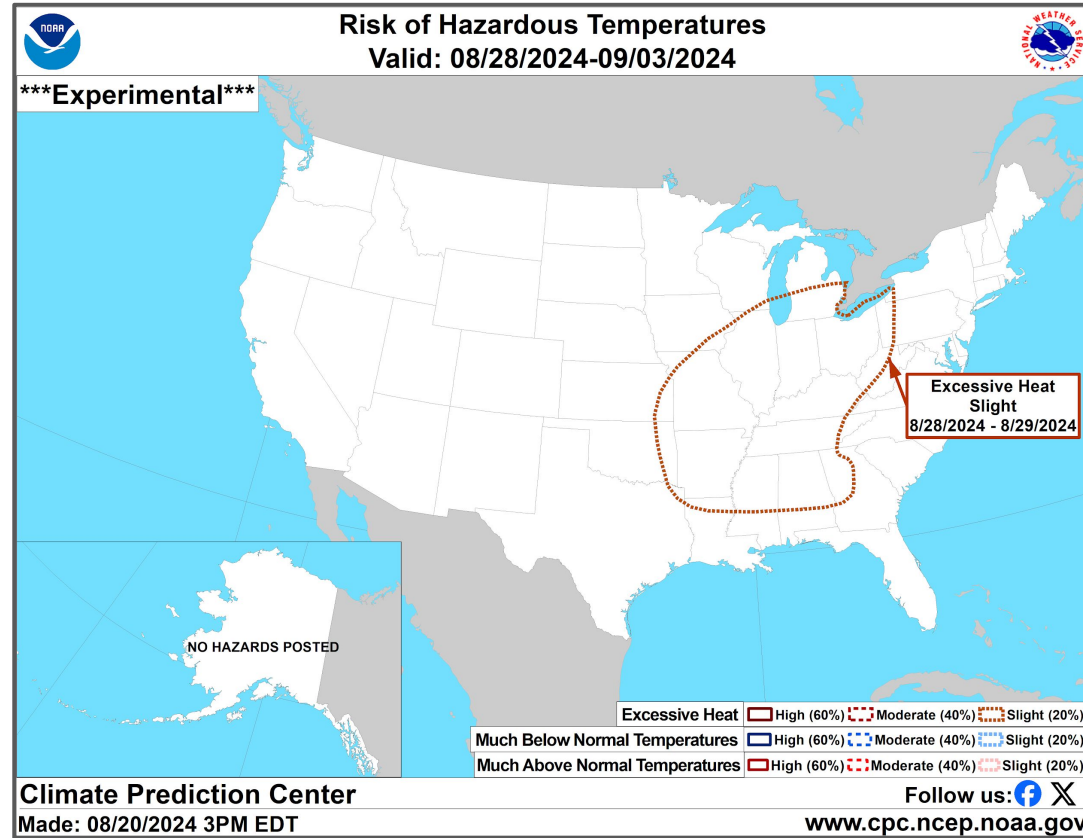 NOAA
Risk of Hazardous Temperatures
Valid: 08/28/2024-09/03/2024
NATIONAL WEATHER SERVICE
***Experimental***
Excessive Heat
Slight
8/28/2024 - 8/29/2024
NO HAZARDS POSTED
Excessive Heat High (60%) Moderate (40%) Slight (20%)
Much Below Normal Temperatures High (60%) Moderate (40%) Slight (20%)
Much Above Normal Temperatures High (60%) Moderate (40%) Slight (20%)
Climate Prediction Center
Follow us:
Made: 08/20/2024 3PM EDT
www.cpc.ncep.noaa.gov